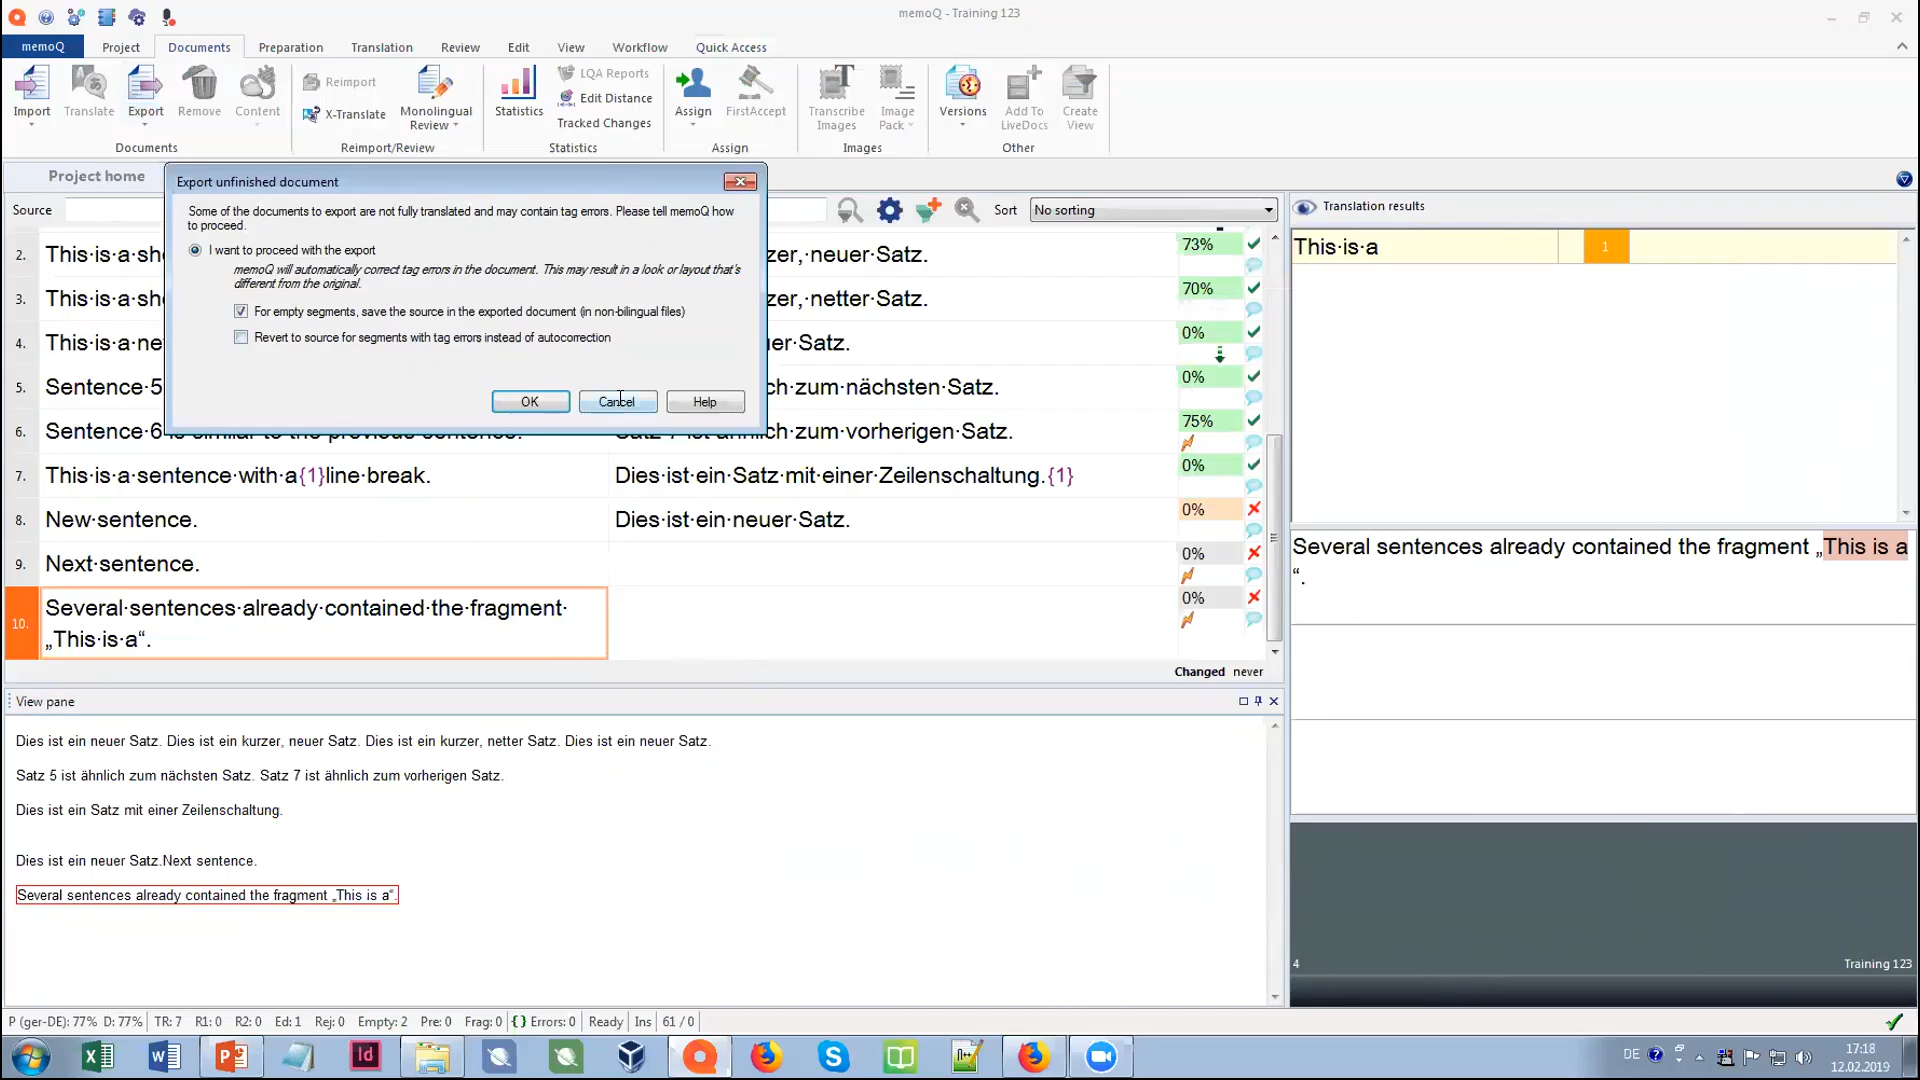 memoQ - Training 123
memoQ
Project
Documents
Preparation
Translation
Review
Edit
View
Workflow
Quick Access
Import
Translate
Export
Remove
Content
Documents
Reimport
X-Translate
Monolingual
Review
Reimport/Review
Statistics
LQA Reports
Edit Distance
Tracked Changes
Statistics
Assign
FirstAccept
Assign
Transcribe
Images
Image
Pack
Images
Versions
Add To
LiveDocs
Create
View
Other
Project home
Export unfinished document
Some of the documents to export are not fully translated and may contain tag errors. Please tell memoQ how
to proceed.
I want to proceed with the export
memoQ will automatically correct tag errors in the document. This may result in a look or layout that's
different from the original.
For empty segments, save the source in the exported document (in non-bilingual files)
Revert to source for segments with tag errors instead of autocorrection
OK
Cancel
Help
Source
Sort
No sorting
2. This·is·a·sho zer,·neuer·Satz. 73%
3. This·is·a·sho zer,·netter·Satz. 70%
4. This·is·a·ne er·Satz. 0%
5. Sentence·5 ch·zum·nächsten·Satz. 0%
6. Sentence·6·is·similar·to·the·previous·sentence. Satz·7·ist·ähnlich·zum·vorherigen·Satz. 75%
7. This·is·a·sentence·with·a{1}line·break. Dies·ist·ein·Satz·mit·einer·Zeilenschaltung.{1} 0%
8. New·sentence. Dies·ist·ein·neuer·Satz. 0%
9. Next·sentence. 0%
10. Several·sentences·already·contained·the·fragment· 0%
„This·is·a“.
Changed never
Translation results
This·is·a 1
Several sentences already contained the fragment „This is a
“.
4
Training 123
View pane
Dies ist ein neuer Satz. Dies ist ein kurzer, neuer Satz. Dies ist ein kurzer, netter Satz. Dies ist ein neuer Satz.
Satz 5 ist ähnlich zum nächsten Satz. Satz 7 ist ähnlich zum vorherigen Satz.
Dies ist ein Satz mit einer Zeilenschaltung.
Dies ist ein neuer Satz.Next sentence.
Several sentences already contained the fragment „This is a“.
P (ger-DE): 77% D: 77% TR: 7 R1: 0 R2: 0 Ed: 1 Rej: 0 Empty: 2 Pre: 0 Frag: 0 {} Errors: 0 Ready Ins 61 / 0
Id
DE
17:18
12.02.2019